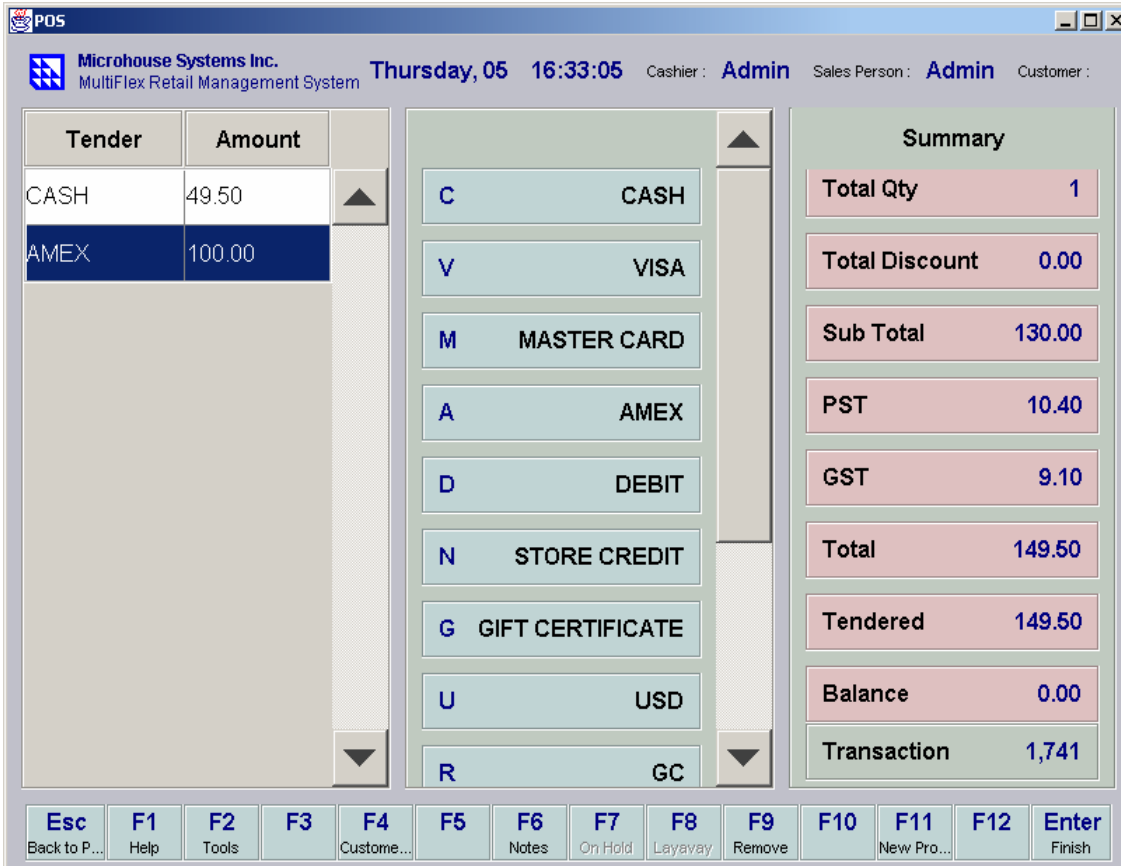 POS
Microhouse Systems Inc.
MultiFlex Retail Management System
Thursday, 05 16:33:05 Cashier : Admin Sales Person : Admin Customer :
Tender Amount
CASH 49.50
AMEX 100.00
C CASH
V VISA
M MASTER CARD
A AMEX
D DEBIT
N STORE CREDIT
G GIFT CERTIFICATE
U USD
R GC
Summary
Total Qty 1
Total Discount 0.00
Sub Total 130.00
PST 10.40
GST 9.10
Total 149.50
Tendered 149.50
Balance 0.00
Transaction 1,741
Esc F1 F2 F3 F4 F5 F6 F7 F8 F9 F10 F11 F12 Enter
Back to P... Help Tools Custome... Notes On Hold Layavay Remove New Pro... Finish